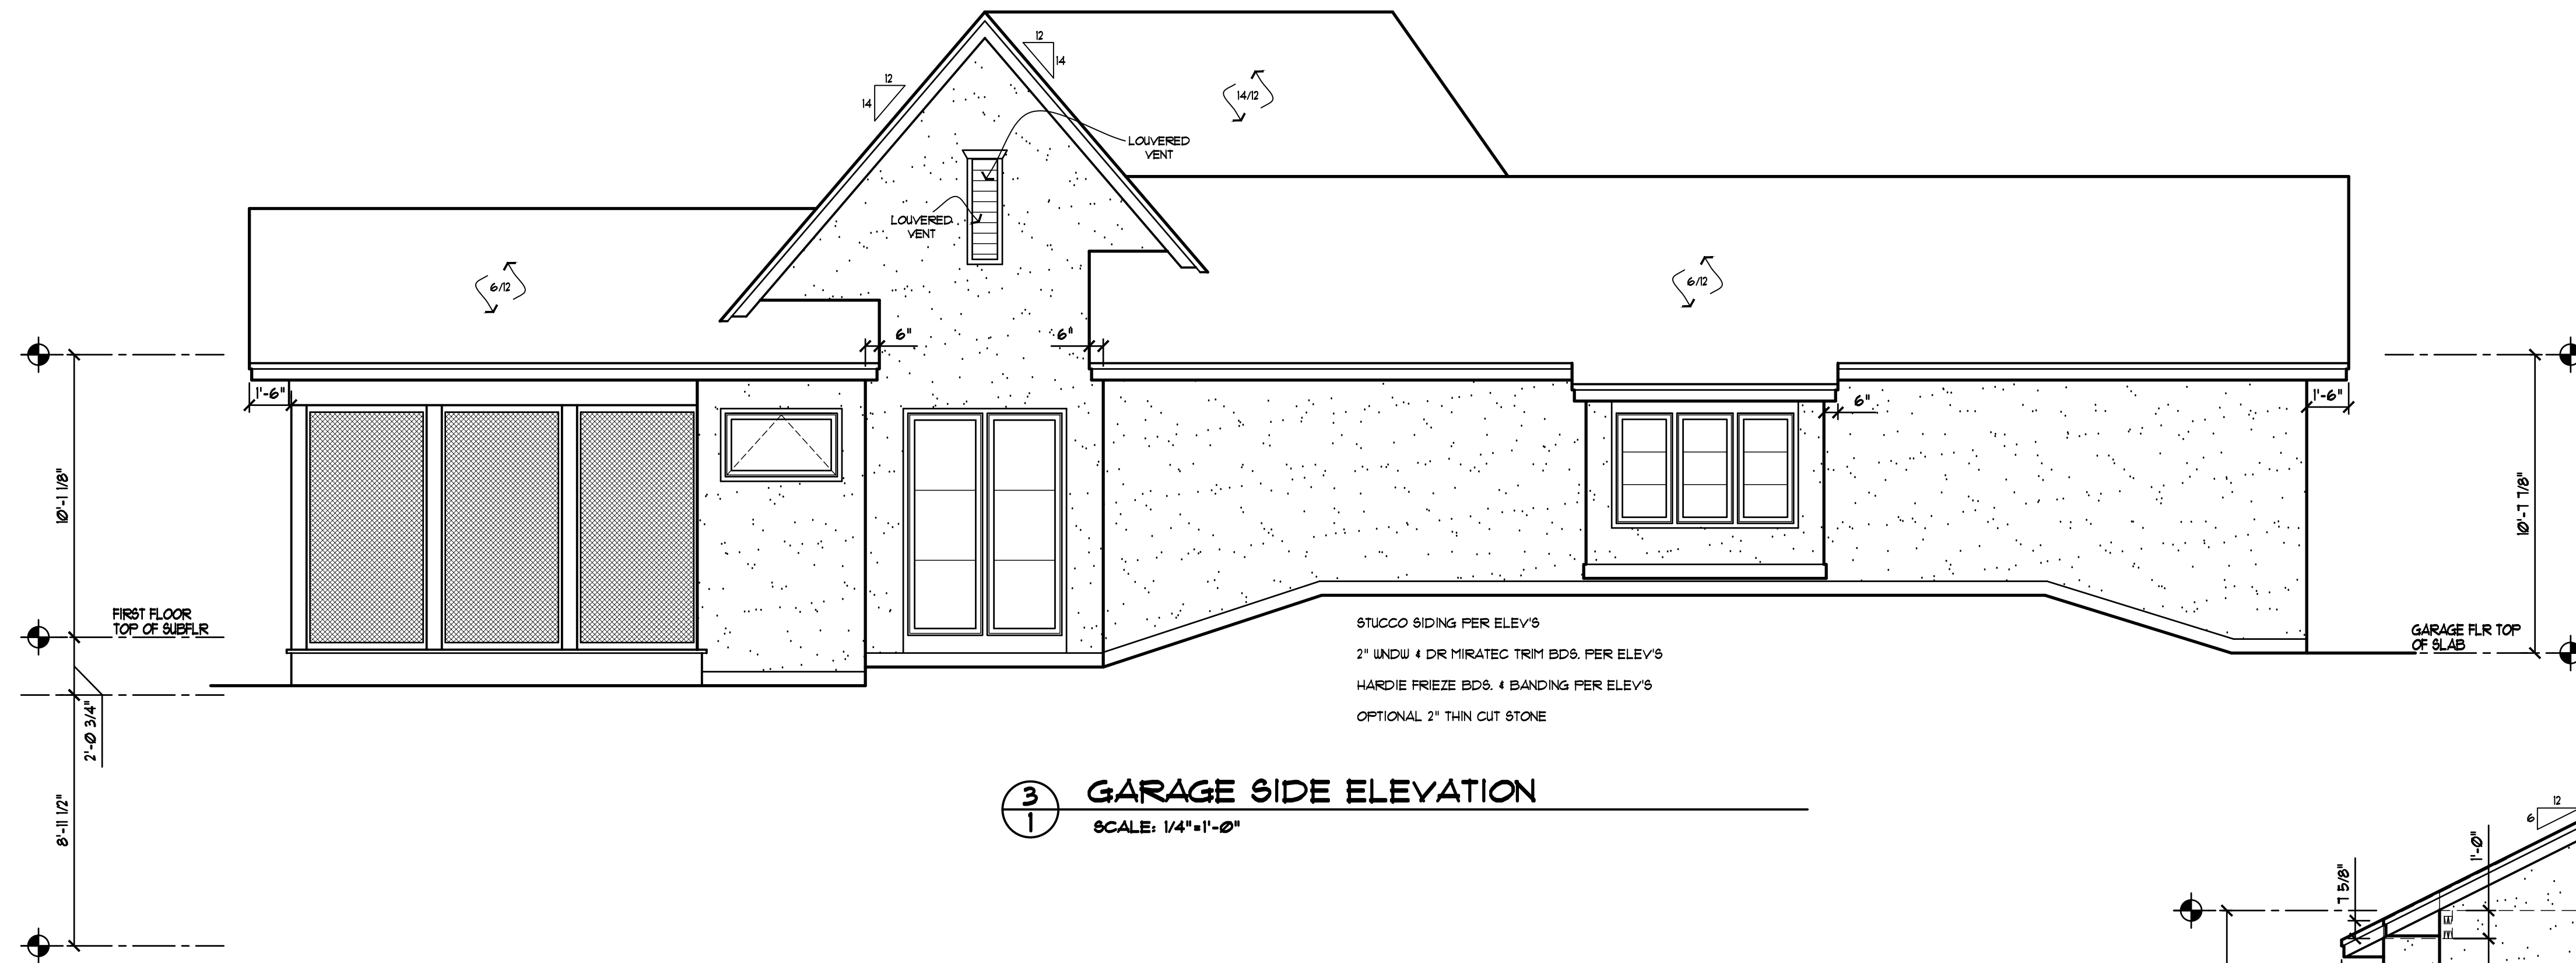 12
14
12
14
14/12
LOUVERED
VENT
LOUVERED
VENT
6/12
6/12
6"
6"
1'-6"
6"
1'-6"
10'-1 1/8"
10'-7 7/8"
FIRST FLOOR
TOP OF SUBFLR
GARAGE FLR TOP
OF SLAB
STUCCO SIDING PER ELEV'S
2" WNDW & DR MIRATEC TRIM BDS. PER ELEV'S
HARDIE FRIEZE BDS. & BANDING PER ELEV'S
OPTIONAL 2" THIN CUT STONE
2'-0 3/4"
8'-11 1/2"
3
1
GARAGE SIDE ELEVATION
SCALE: 1/4"=1'-0"
12
6
1'-0"
7 5/8"